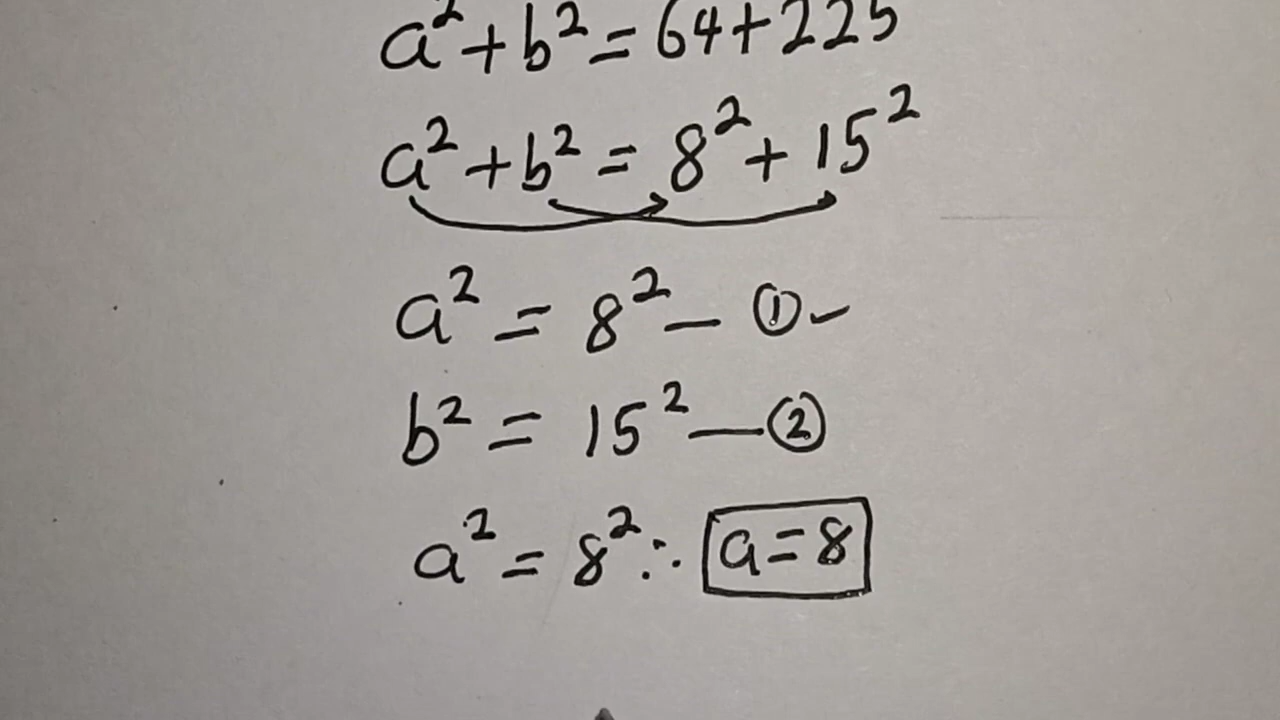 a² + b² = 64 + 225
a² + b² = 8² + 15²
a² = 8² — ①
b² = 15² — ②
a² = 8² ∴ a = 8